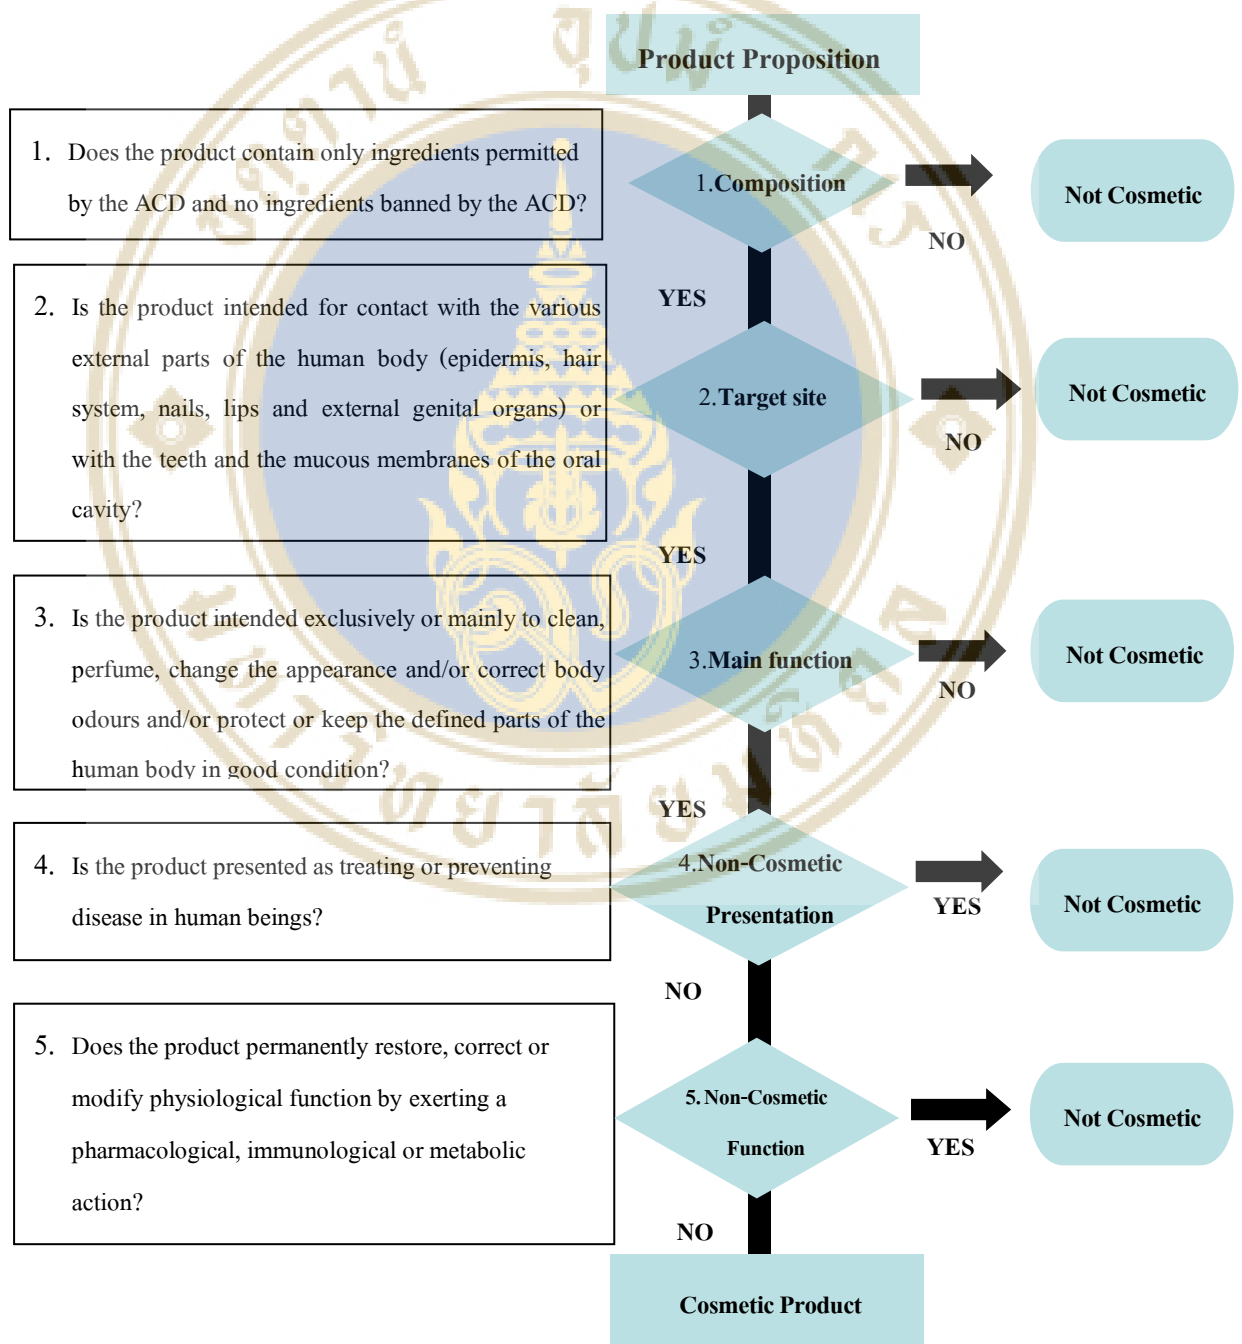 Product Proposition
1. Does the product contain only ingredients permitted
by the ACD and no ingredients banned by the ACD?
1.Composition
NO
Not Cosmetic
YES
2. Is the product intended for contact with the various
external parts of the human body (epidermis, hair
system, nails, lips and external genital organs) or
with the teeth and the mucous membranes of the oral
cavity?
2.Target site
NO
Not Cosmetic
YES
3. Is the product intended exclusively or mainly to clean,
perfume, change the appearance and/or correct body
odours and/or protect or keep the defined parts of the
human body in good condition?
3.Main function
NO
Not Cosmetic
YES
4. Is the product presented as treating or preventing
disease in human beings?
4.Non-Cosmetic
Presentation
YES
Not Cosmetic
NO
5. Does the product permanently restore, correct or
modify physiological function by exerting a
pharmacological, immunological or metabolic
action?
5.Non-Cosmetic
Function
YES
Not Cosmetic
NO
Cosmetic Product